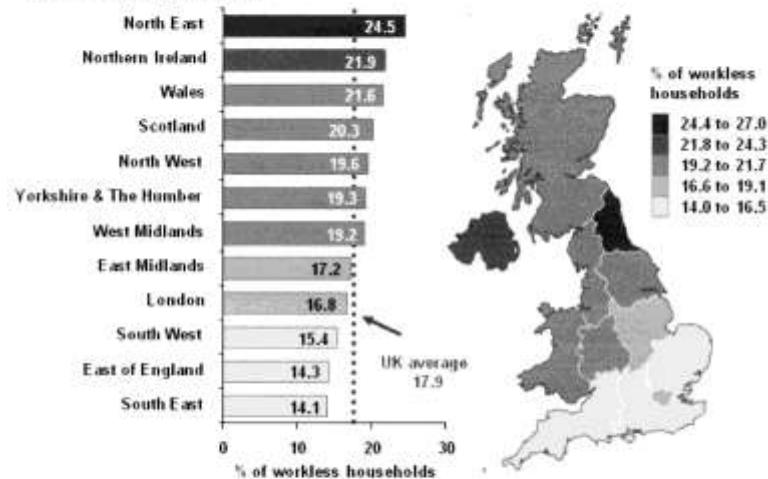 North East 24.5
Northern Ireland 21.9
Wales 21.6
Scotland 20.3
North West 19.6
Yorkshire & The Humber 19.3
West Midlands 19.2
East Midlands 17.2
London 16.8
South West 15.4
East of England 14.3
South East 14.1
UK average
17.9
0 10 20 30
% of workless households
% of workless
households
24.4 to 27.0
21.8 to 24.3
19.2 to 21.7
16.6 to 19.1
14.0 to 16.5